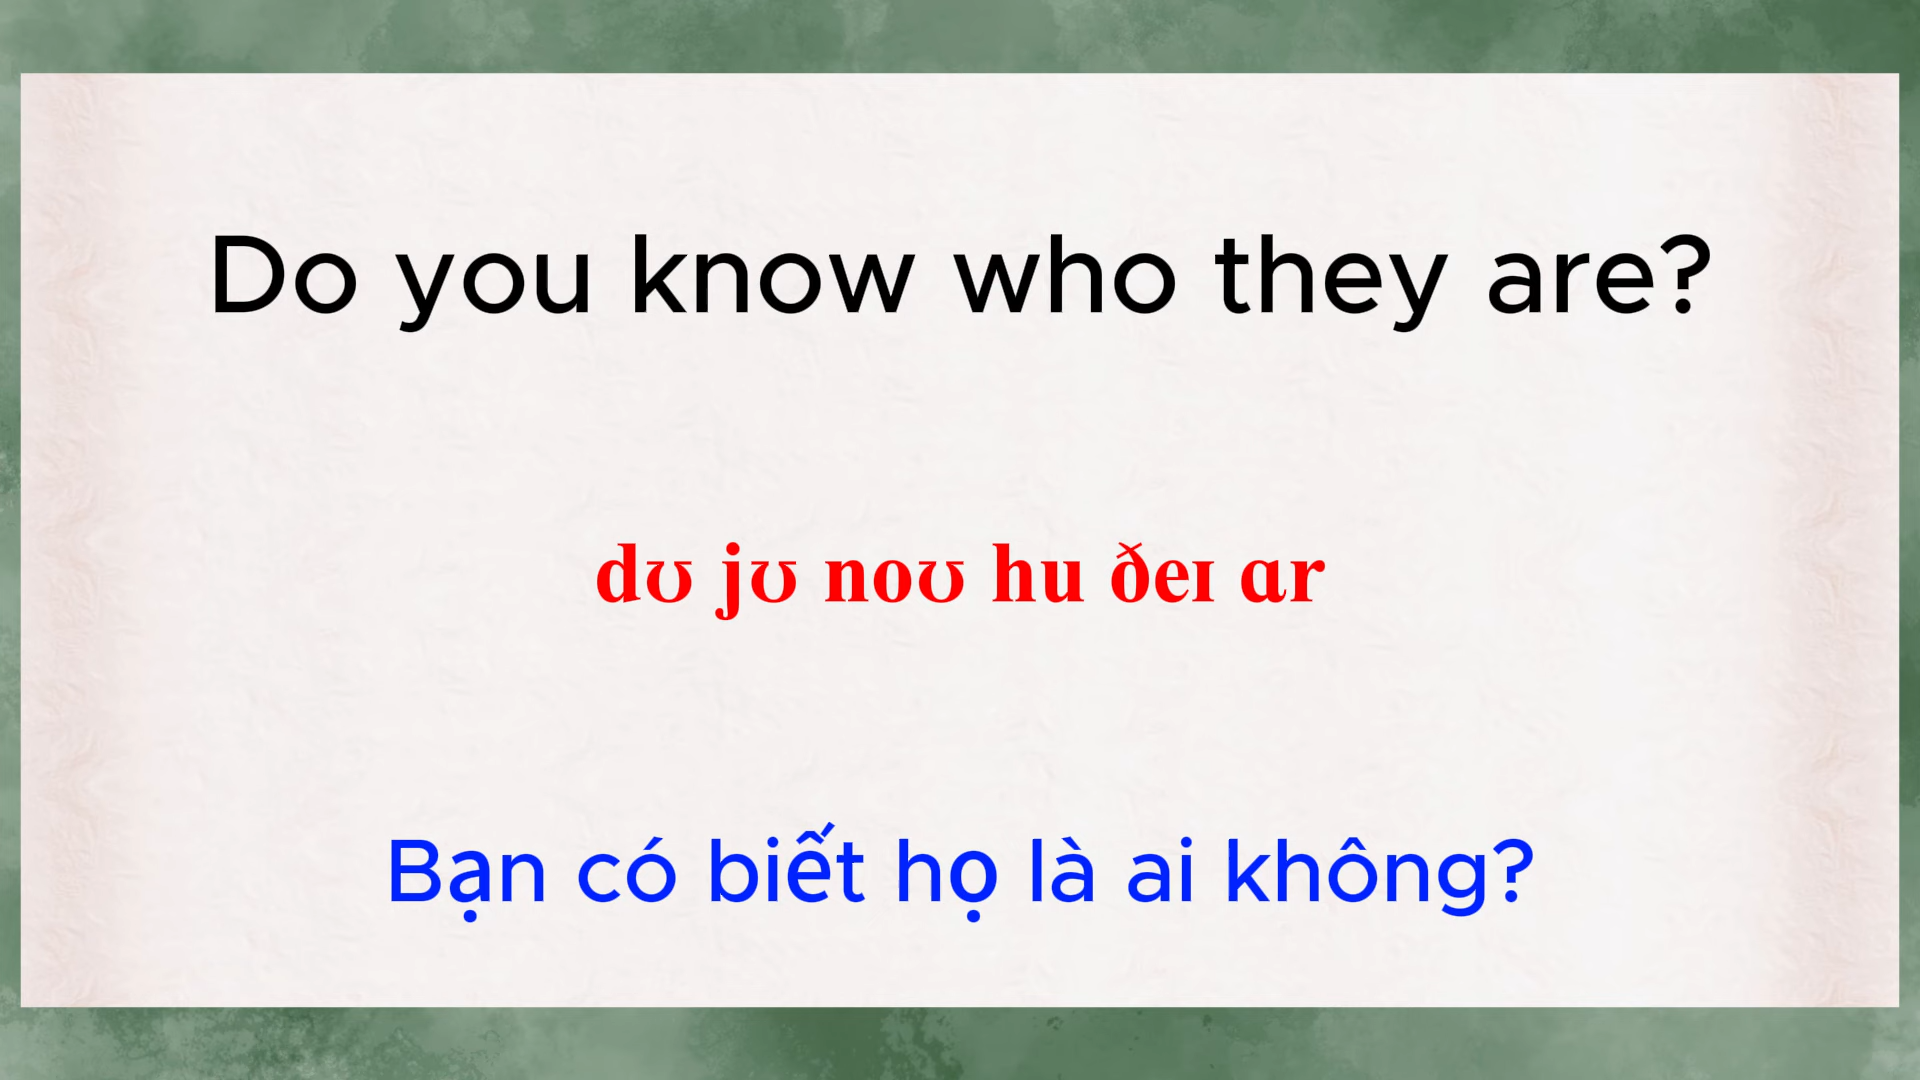 Do you know who they are?
dʊ jʊ noʊ hu ðeɪ ɑr
Bạn có biết họ là ai không?